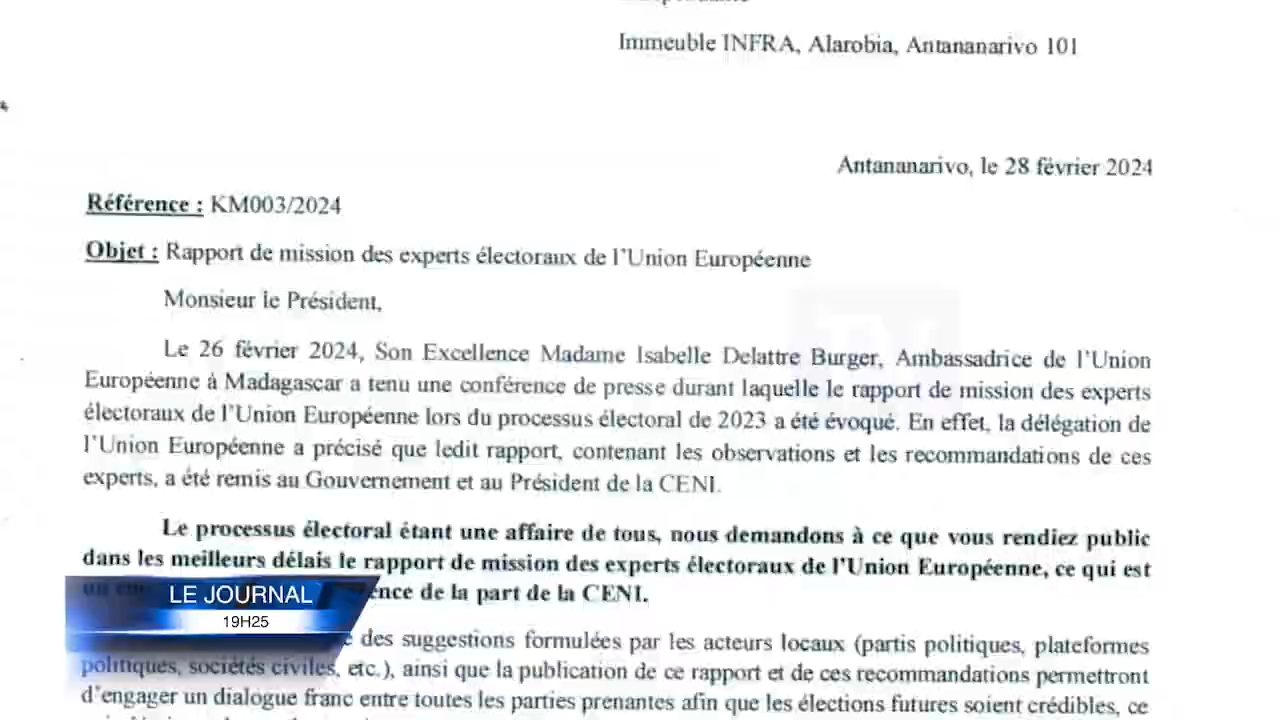 Immeuble INFRA, Alarobia, Antananarivo 101
Antananarivo, le 28 février 2024
Référence : KM003/2024
Objet : Rapport de mission des experts électoraux de l'Union Européenne
Monsieur le Président,
Le 26 février 2024, Son Excellence Madame Isabelle Delattre Burger, Ambassadrice de l'Union
Européenne à Madagascar a tenu une conférence de presse durant laquelle le rapport de mission des experts
électoraux de l'Union Européenne lors du processus électoral de 2023 a été évoqué. En effet, la délégation de
l'Union Européenne a précisé que ledit rapport, contenant les observations et les recommandations de ces
experts, a été remis au Gouvernement et au Président de la CENI.
Le processus électoral étant une affaire de tous, nous demandons à ce que vous rendiez public
dans les meilleurs délais le rapport de mission des experts électoraux de l'Union Européenne, ce qui est
ence de la part de la CENI.
LE JOURNAL
19H25
des suggestions formulées par les acteurs locaux (partis politiques, plateformes
politiques, sociétés civiles, etc.), ainsi que la publication de ce rapport et de ces recommandations permettront
d'engager un dialogue franc entre toutes les parties prenantes afin que les élections futures soient crédibles, ce